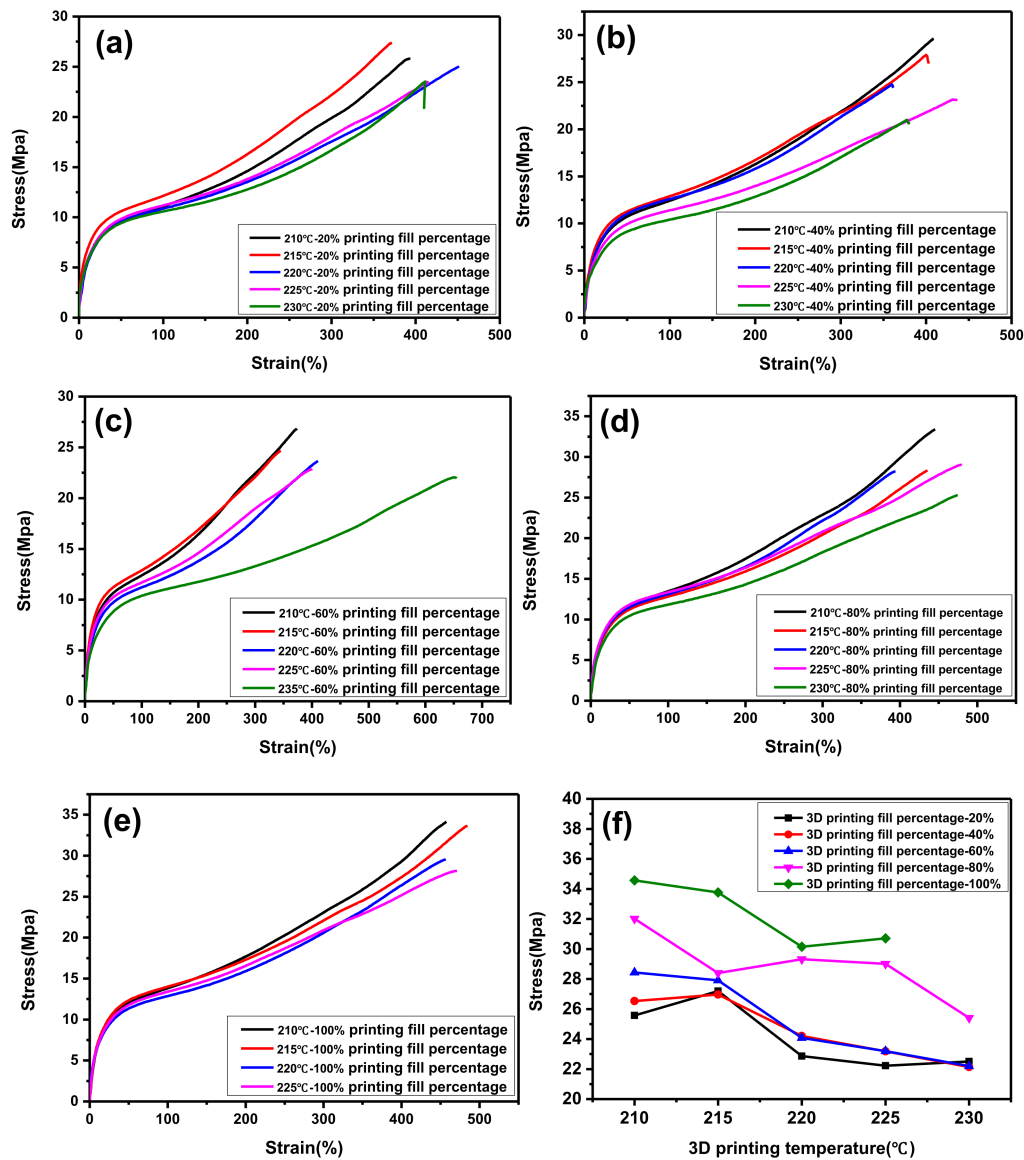 (a)
30
25
20
15
10
5
0
Stress(Mpa)
210℃-20% printing fill percentage
215℃-20% printing fill percentage
220℃-20% printing fill percentage
225℃-20% printing fill percentage
230℃-20% printing fill percentage
0 50 100 150 200 250 300 350 400 450 500
Strain(%)
(b)
30
25
20
15
10
5
0
Stress(Mpa)
210℃-40% printing fill percentage
215℃-40% printing fill percentage
220℃-40% printing fill percentage
225℃-40% printing fill percentage
230℃-40% printing fill percentage
0 50 100 150 200 250 300 350 400 450 500
Strain(%)
(c)
30
25
20
15
10
5
0
Stress(Mpa)
210℃-60% printing fill percentage
215℃-60% printing fill percentage
220℃-60% printing fill percentage
225℃-60% printing fill percentage
235℃-60% printing fill percentage
0 100 200 300 400 500 600 700
Strain(%)
(d)
35
30
25
20
15
10
5
0
Stress(Mpa)
210℃-80% printing fill percentage
215℃-80% printing fill percentage
220℃-80% printing fill percentage
225℃-80% printing fill percentage
230℃-80% printing fill percentage
0 100 200 300 400 500
Strain(%)
(e)
35
30
25
20
15
10
5
0
Stress(Mpa)
210℃-100% printing fill percentage
215℃-100% printing fill percentage
220℃-100% printing fill percentage
225℃-100% printing fill percentage
0 100 200 300 400 500
Strain(%)
(f)
40
38
36
34
32
30
28
26
24
22
20
Stress(Mpa)
3D printing fill percentage-20%
3D printing fill percentage-40%
3D printing fill percentage-60%
3D printing fill percentage-80%
3D printing fill percentage-100%
210 215 220 225 230
3D printing temperature(℃)